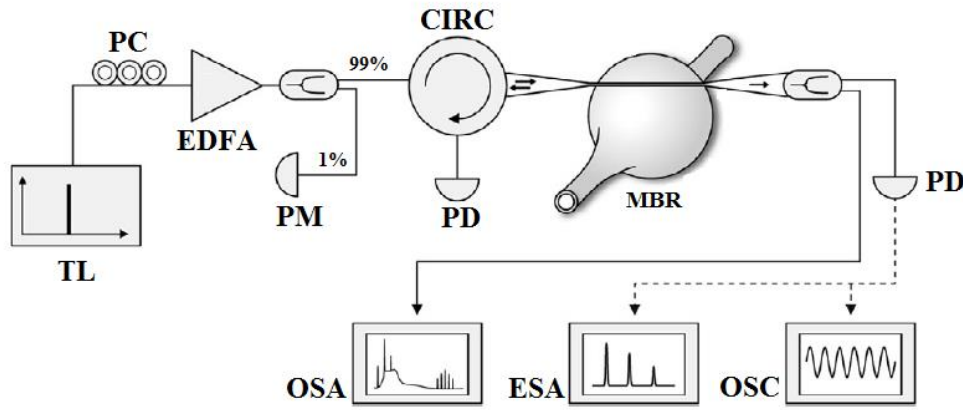 CIRC
PC
99%
EDFA
1%
PM
PD
MBR
PD
TL
OSA
ESA
OSC